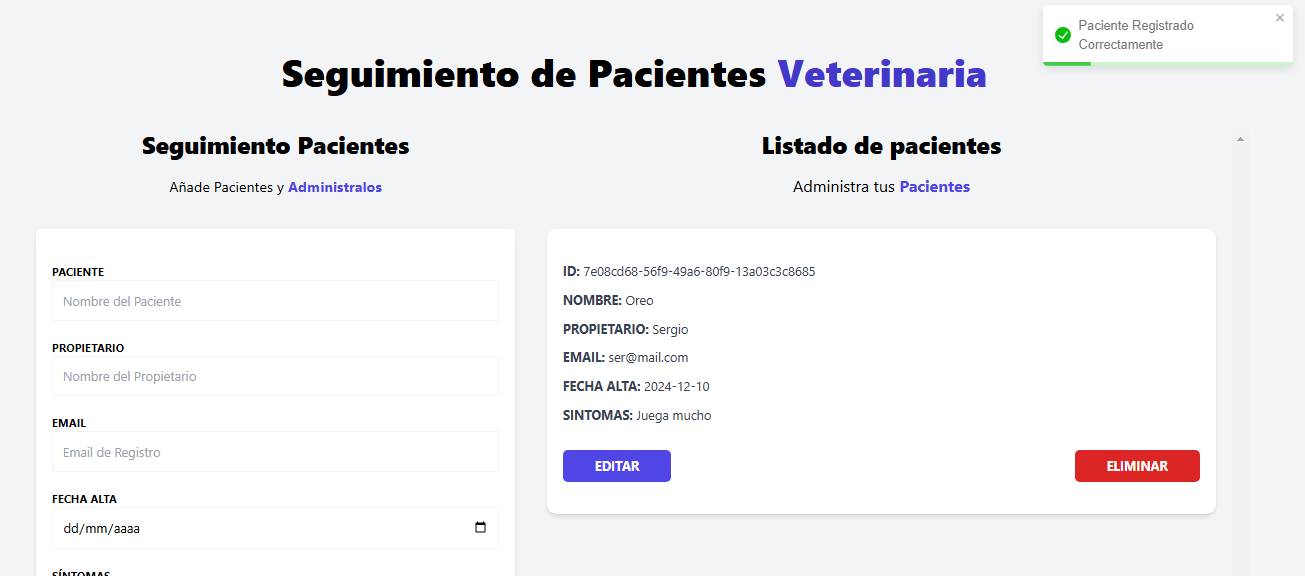 Paciente Registrado
Correctamente
Seguimiento de Pacientes Veterinaria
Seguimiento Pacientes
Añade Pacientes y Administralos
PACIENTE
Nombre del Paciente
PROPIETARIO
Nombre del Propietario
EMAIL
Email de Registro
FECHA ALTA
dd/mm/aaaa
SÍNTOMAS
Listado de pacientes
Administra tus Pacientes
ID: 7e08cd68-56f9-49a6-80f9-13a03c3c8685
NOMBRE: Oreo
PROPIETARIO: Sergio
EMAIL: ser@mail.com
FECHA ALTA: 2024-12-10
SINTOMAS: Juega mucho
EDITAR
ELIMINAR